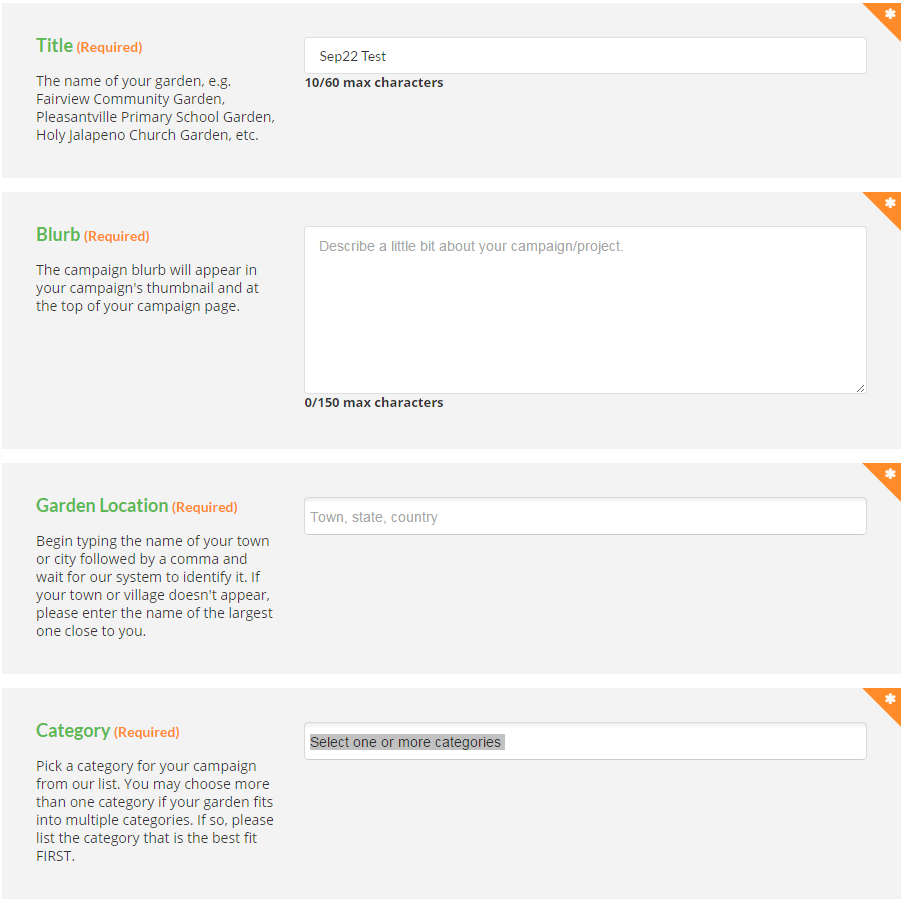 Title (Required)
Sep22 Test
10/60 max characters
The name of your garden, e.g.
Fairview Community Garden,
Pleasantville Primary School Garden,
Holy Jalapeno Church Garden, etc.
Blurb (Required)
Describe a little bit about your campaign/project.
The campaign blurb will appear in
your campaign's thumbnail and at
the top of your campaign page.
0/150 max characters
Garden Location (Required)
Town, state, country
Begin typing the name of your town
or city followed by a comma and
wait for our system to identify it. If
your town or village doesn't appear,
please enter the name of the largest
one close to you.
Category (Required)
Select one or more categories
Pick a category for your campaign
from our list. You may choose more
than one category if your garden fits
into multiple categories. If so, please
list the category that is the best fit
FIRST.